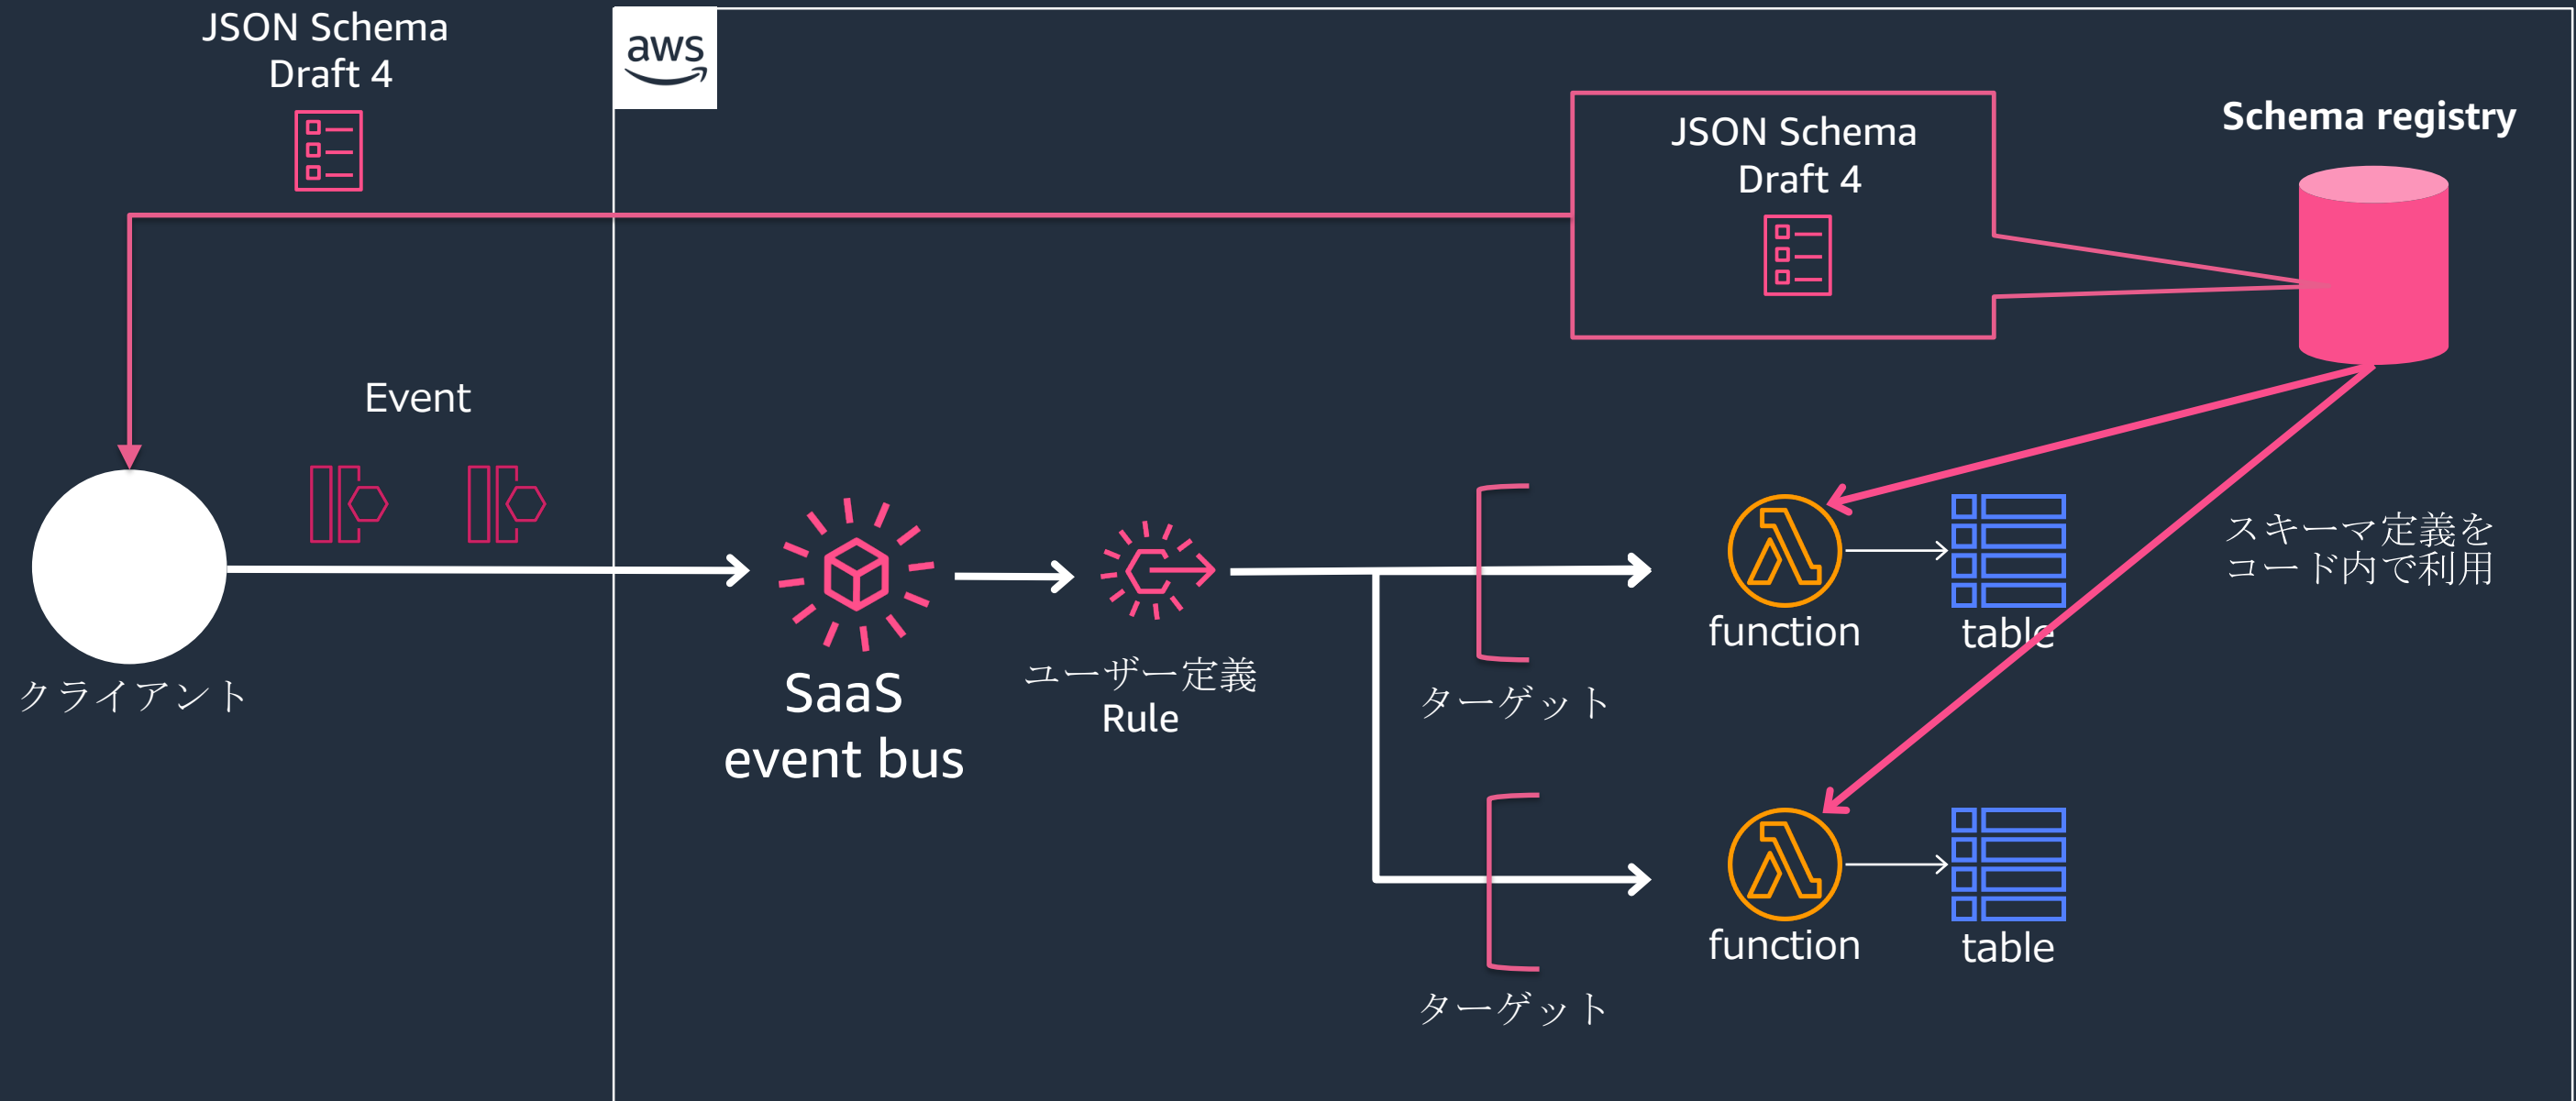 JSON Schema
Draft 4
aws
JSON Schema
Draft 4
Schema registry
Event
クライアント
SaaS
event bus
ユーザー定義
Rule
ターゲット
function
table
スキーマ定義を
コード内で利用
ターゲット
function
table